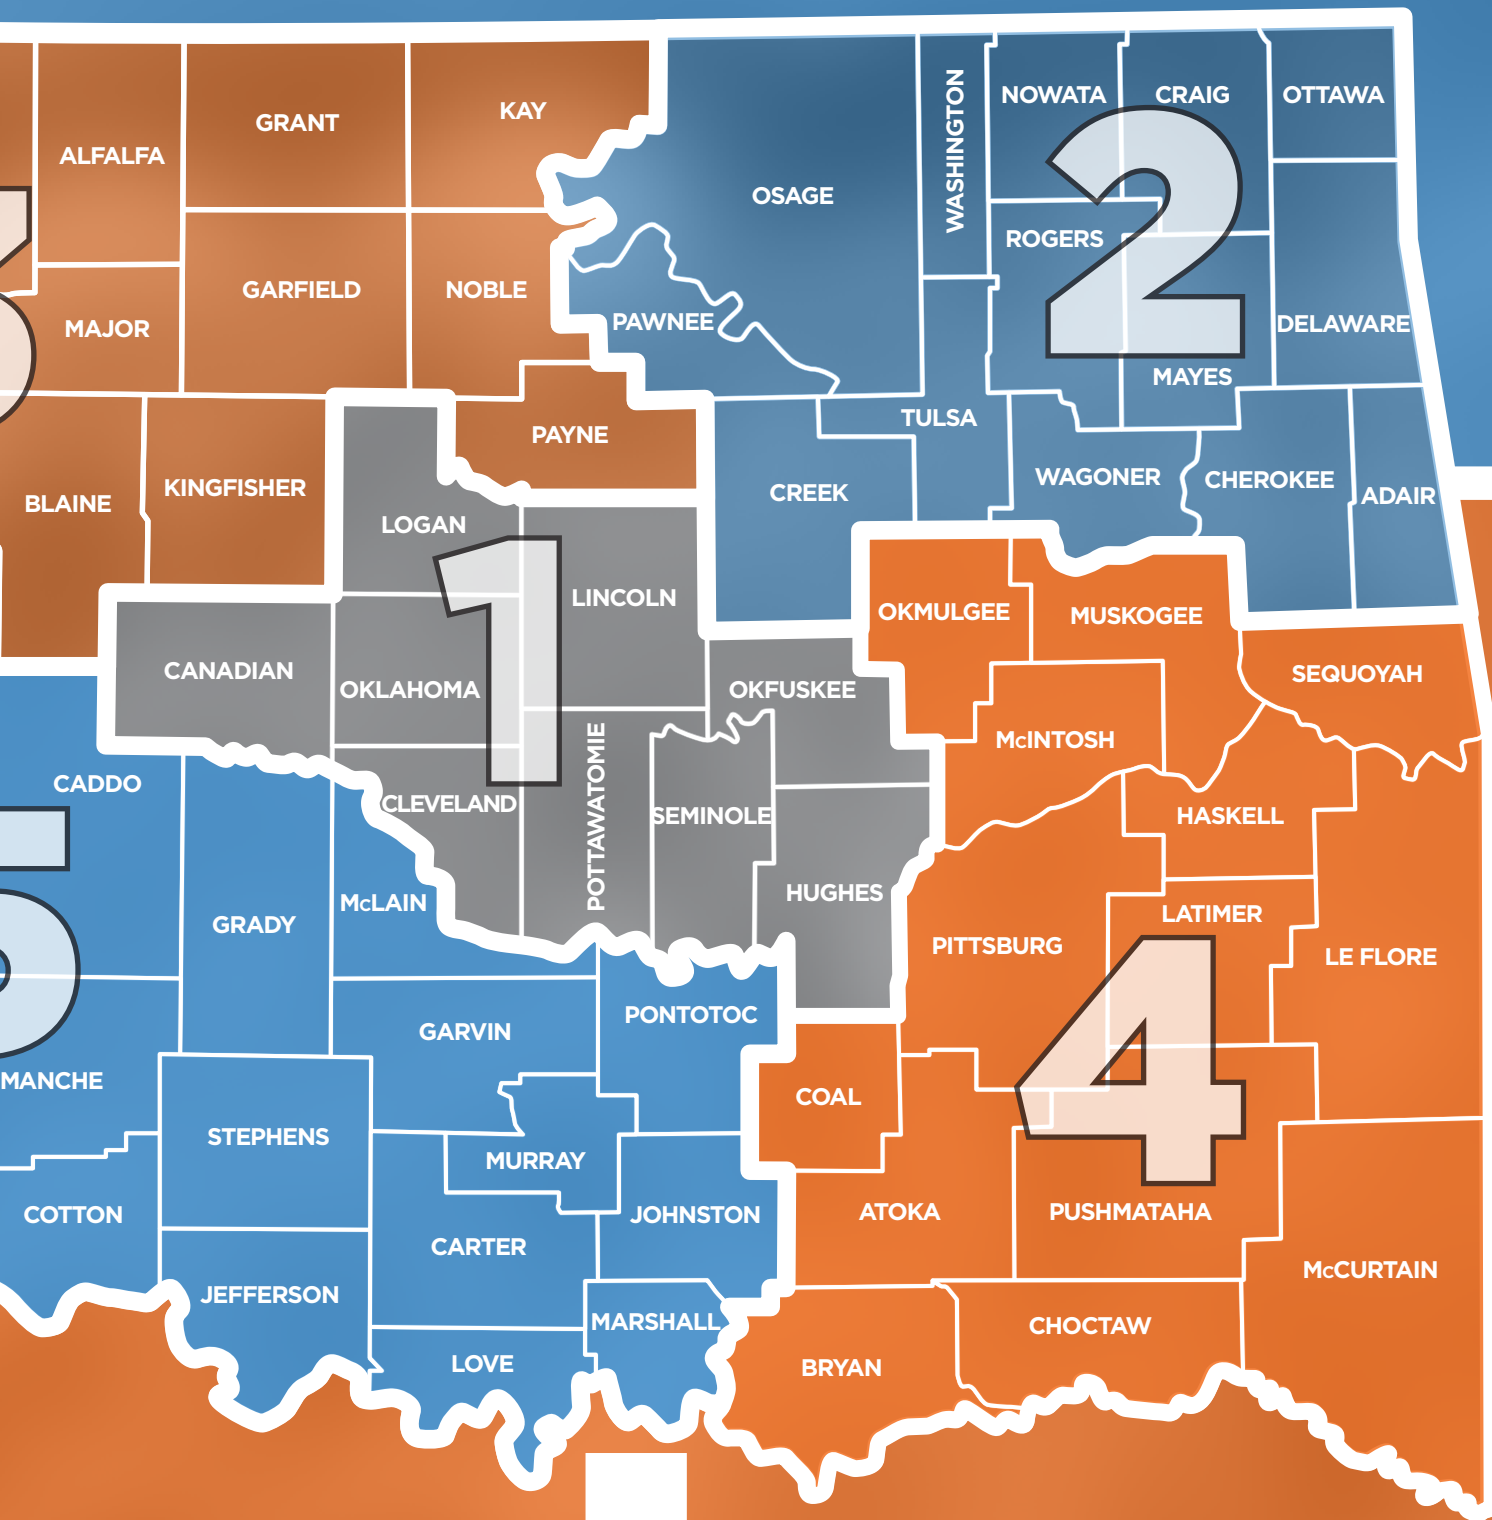 GRANT
KAY
ALFALFA
OSAGE
WASHINGTON
NOWATA
CRAIG
OTTAWA
2
ROGERS
GARFIELD
NOBLE
MAJOR
PAWNEE
DELAWARE
MAYES
TULSA
PAYNE
BLAINE
KINGFISHER
LOGAN
CREEK
WAGONER
CHEROKEE
ADAIR
1
LINCOLN
OKMULGEE
MUSKOGEE
CANADIAN
OKLAHOMA
OKFUSKEE
SEQUOYAH
McINTOSH
CADDO
CLEVELAND
POTTAWATOMIE
SEMINOLE
HASKELL
GRADY
McLAIN
HUGHES
LATIMER
PITTSBURG
LE FLORE
5
GARVIN
PONTOTOC
4
MANCHE
COAL
STEPHENS
MURRAY
COTTON
JOHNSTON
ATOKA
PUSHMATAHA
CARTER
McCURTAIN
JEFFERSON
MARSHALL
CHOCTAW
LOVE
BRYAN